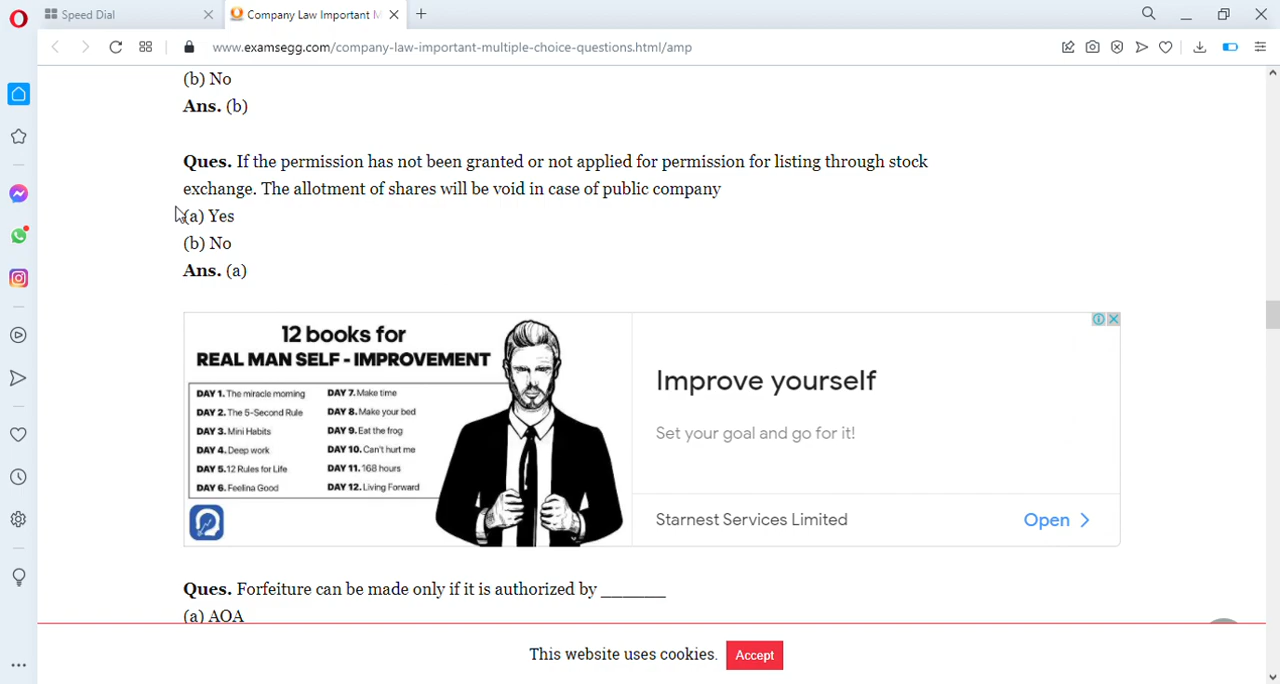 Speed Dial
Company Law Important M
www.examsegg.com/company-law-important-multiple-choice-questions.html/amp
(b) No
Ans. (b)
Ques. If the permission has not been granted or not applied for permission for listing through stock
exchange. The allotment of shares will be void in case of public company
(a) Yes
(b) No
Ans. (a)
12 books for
REAL MAN SELF - IMPROVEMENT
DAY 1. The miracle morning
DAY 2. The 5-Second Rule
DAY 3. Mini Habits
DAY 4. Deep work
DAY 5. 12 Rules for Life
DAY 6. Feelina Good
DAY 7. Make time
DAY 8. Make your bed
DAY 9. Eat the frog
DAY 10. Can't hurt me
DAY 11. 168 hours
DAY 12. Living Forward
Improve yourself
Set your goal and go for it!
Starnest Services Limited
Open
Ques. Forfeiture can be made only if it is authorized by ______
(a) AOA
This website uses cookies.
Accept